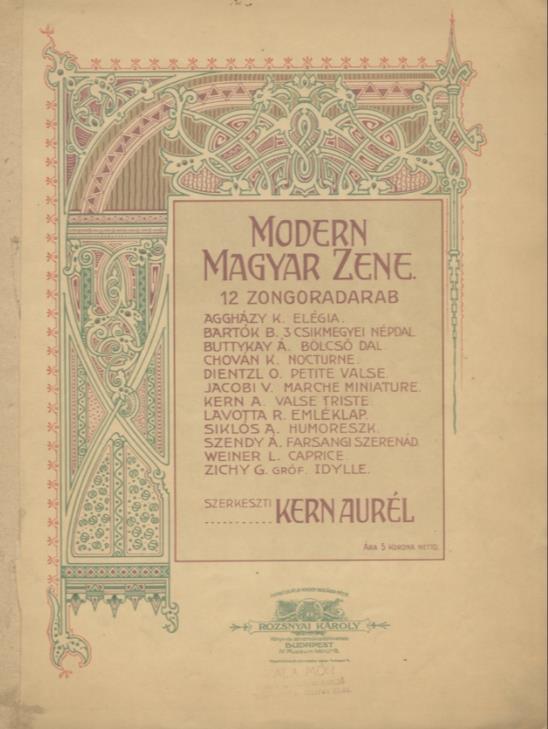 MODERN
MAGYAR ZENE.
12 ZONGORADARAB
AGGHÁZY K. ELÉGIA.
BARTÓK B. 3 CSIKMEGYEI NÉPDAL
BUTTYKAY Á. BÖLCSŐ DAL
CHOVÁN K. NOCTURNE.
DIENTZL O. PETITE VALSE.
JACOBI V. MARCHE MINIATURE.
KERN A. VALSE TRISTE.
LAVOTTA R. EMLÉKLAP.
SIKLÓS A. HUMORESZK.
SZENDY Á. FARSANGI SZERENÁD.
WEINER L. CAPRICE.
ZICHY G. GRÓF. IDYLLE.
SZERKESZTI
.......... KERN AURÉL
ÁRA 5 KORONA NETTO.
ROZSNYAI KÁROLY
BUDAPEST